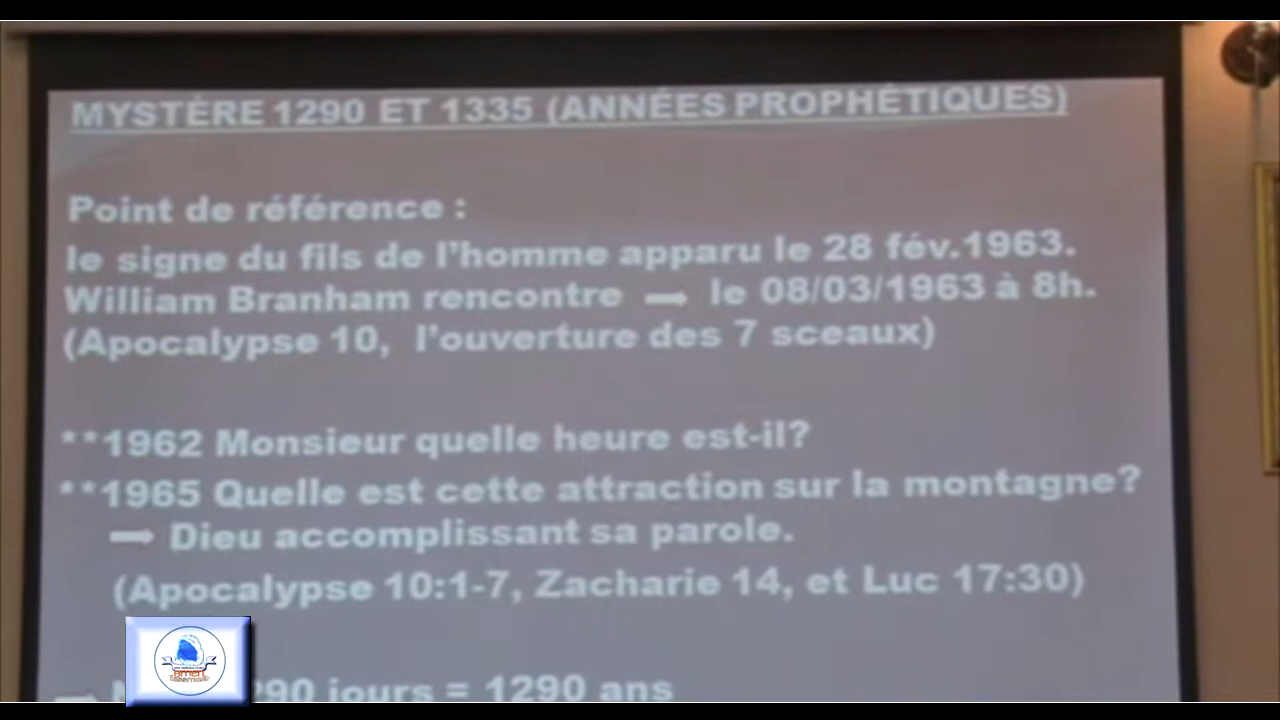 MYSTÈRE 1290 ET 1335 (ANNÉES PROPHÉTIQUES)
Point de référence :
le signe du fils de l'homme apparu le 28 fév.1963.
William Branham rencontre ➡ le 08/03/1963 à 8h.
(Apocalypse 10, l'ouverture des 7 sceaux)
**1962 Monsieur quelle heure est-il?
**1965 Quelle est cette attraction sur la montagne?
➡ Dieu accomplissant sa parole.
(Apocalypse 10:1-7, Zacharie 14, et Luc 17:30)
290 jours = 1290 ans